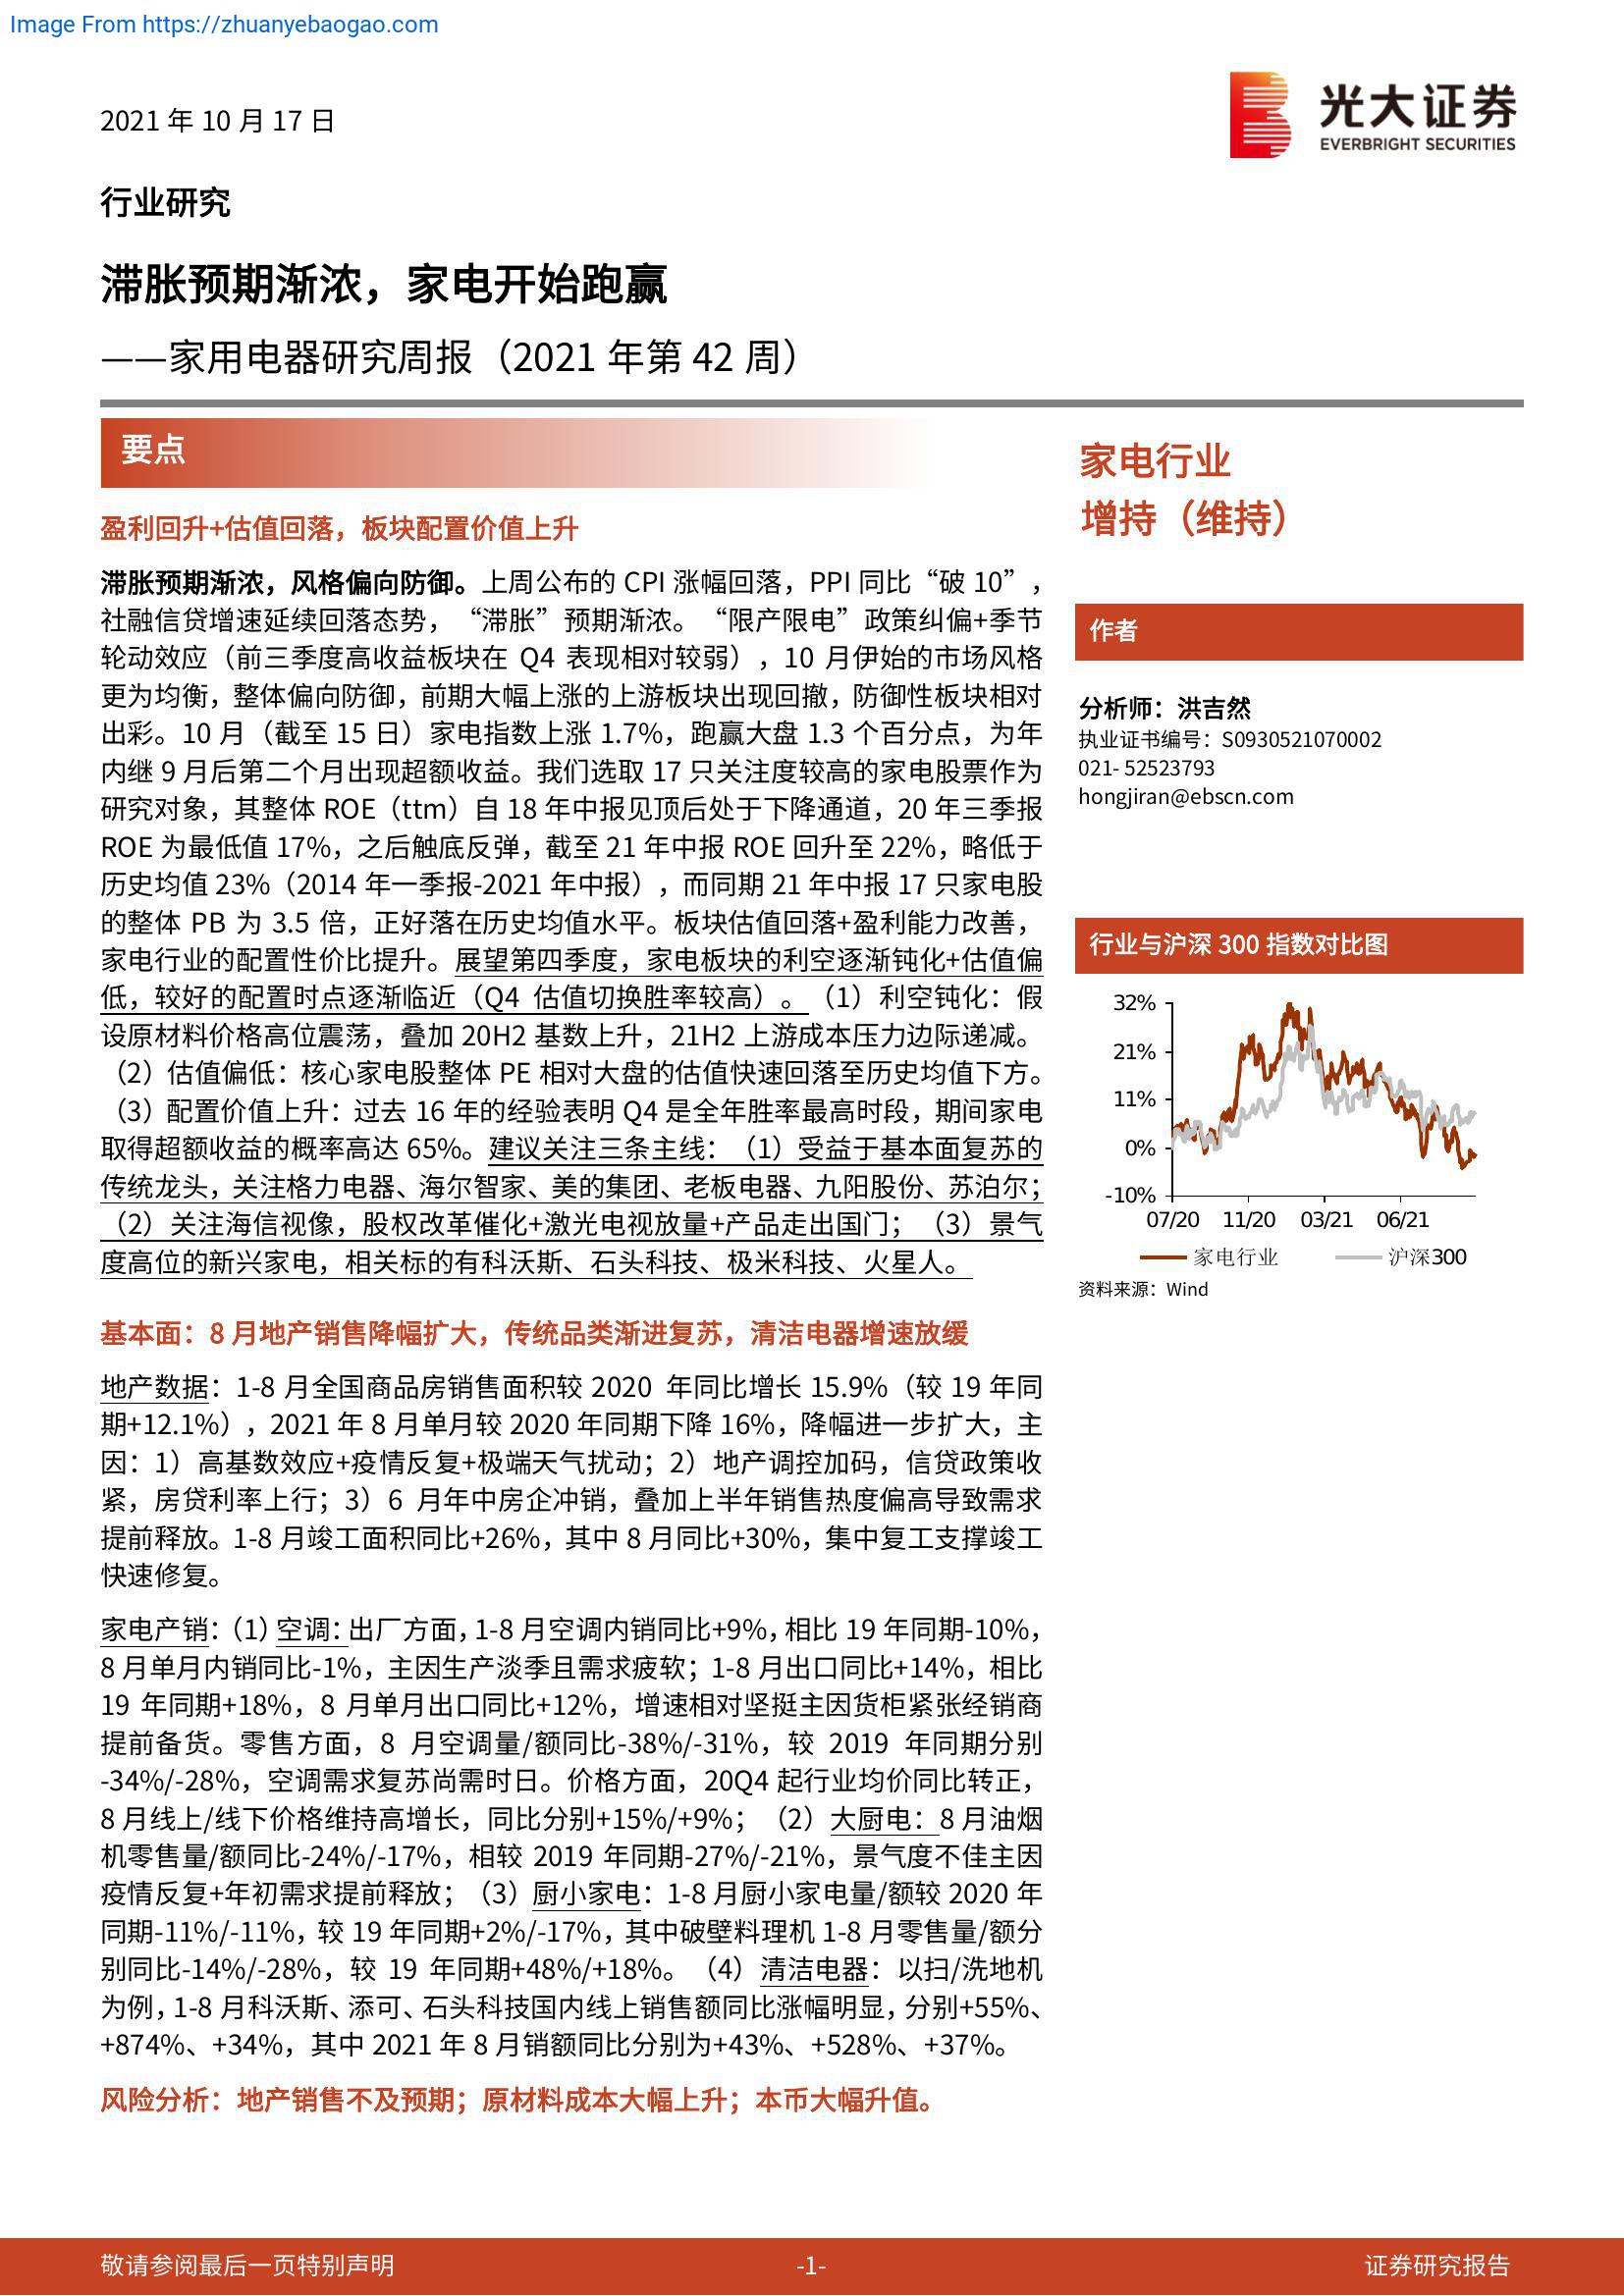 Image From https://zhuanyebaogao.com
2021 年 10 月 17 日
光大证券
EVERBRIGHT SECURITIES
行业研究
滞胀预期渐浓，家电开始跑赢
——家用电器研究周报（2021 年第 42 周）
要点
盈利回升+估值回落，板块配置价值上升
滞胀预期渐浓，风格偏向防御。上周公布的 CPI 涨幅回落，PPI 同比“破 10”，
社融信贷增速延续回落态势，“滞胀”预期渐浓。“限产限电”政策纠偏+季节
轮动效应（前三季度高收益板块在 Q4 表现相对较弱），10 月伊始的市场风格
更为均衡，整体偏向防御，前期大幅上涨的上游板块出现回撤，防御性板块相对
出彩。10 月（截至 15 日）家电指数上涨 1.7%，跑赢大盘 1.3 个百分点，为年
内继 9 月后第二个月出现超额收益。我们选取 17 只关注度较高的家电股票作为
研究对象，其整体 ROE（ttm）自 18 年中报见顶后处于下降通道，20 年三季报
ROE 为最低值 17%，之后触底反弹，截至 21 年中报 ROE 回升至 22%，略低于
历史均值 23%（2014 年一季报-2021 年中报），而同期 21 年中报 17 只家电股
的整体 PB 为 3.5 倍，正好落在历史均值水平。板块估值回落+盈利能力改善，
家电行业的配置性价比提升。展望第四季度，家电板块的利空逐渐钝化+估值偏
低，较好的配置时点逐渐临近（Q4 估值切换胜率较高）。（1）利空钝化：假
设原材料价格高位震荡，叠加 20H2 基数上升，21H2 上游成本压力边际递减。
（2）估值偏低：核心家电股整体 PE 相对大盘的估值快速回落至历史均值下方。
（3）配置价值上升：过去 16 年的经验表明 Q4 是全年胜率最高时段，期间家电
取得超额收益的概率高达 65%。建议关注三条主线：（1）受益于基本面复苏的
传统龙头，关注格力电器、海尔智家、美的集团、老板电器、九阳股份、苏泊尔；
（2）关注海信视像，股权改革催化+激光电视放量+产品走出国门；（3）景气
度高位的新兴家电，相关标的有科沃斯、石头科技、极米科技、火星人。
基本面：8 月地产销售降幅扩大，传统品类渐进复苏，清洁电器增速放缓
地产数据：1-8 月全国商品房销售面积较 2020 年同比增长 15.9%（较 19 年同
期+12.1%），2021 年 8 月单月较 2020 年同期下降 16%，降幅进一步扩大，主
因：1）高基数效应+疫情反复+极端天气扰动；2）地产调控加码，信贷政策收
紧，房贷利率上行；3）6 月年中房企冲销，叠加上半年销售热度偏高导致需求
提前释放。1-8 月竣工面积同比+26%，其中 8 月同比+30%，集中复工支撑竣工
快速修复。
家电产销：（1）空调：出厂方面，1-8 月空调内销同比+9%，相比 19 年同期-10%，
8 月单月内销同比-1%，主因生产淡季且需求疲软；1-8 月出口同比+14%，相比
19 年同期+18%，8 月单月出口同比+12%，增速相对坚挺主因货柜紧张经销商
提前备货。零售方面，8 月空调量/额同比-38%/-31%，较 2019 年同期分别
-34%/-28%，空调需求复苏尚需时日。价格方面，20Q4 起行业均价同比转正，
8 月线上/线下价格维持高增长，同比分别+15%/+9%；（2）大厨电：8 月油烟
机零售量/额同比-24%/-17%，相较 2019 年同期-27%/-21%，景气度不佳主因
疫情反复+年初需求提前释放；（3）厨小家电：1-8 月厨小家电量/额较 2020 年
同期-11%/-11%，较 19 年同期+2%/-17%，其中破壁料理机 1-8 月零售量/额分
别同比-14%/-28%，较 19 年同期+48%/+18%。（4）清洁电器：以扫/洗地机
为例，1-8 月科沃斯、添可、石头科技国内线上销售额同比涨幅明显，分别+55%、
+874%、+34%，其中 2021 年 8 月销额同比分别为+43%、+528%、+37%。
风险分析：地产销售不及预期；原材料成本大幅上升；本币大幅升值。
家电行业
增持（维持）
作者
分析师：洪吉然
执业证书编号：S0930521070002
021- 52523793
hongjiran@ebscn.com
行业与沪深 300 指数对比图
32%
21%
11%
0%
-10%
07/20 11/20 03/21 06/21
家电行业 沪深300
资料来源：Wind
敬请参阅最后一页特别声明 -1- 证券研究报告